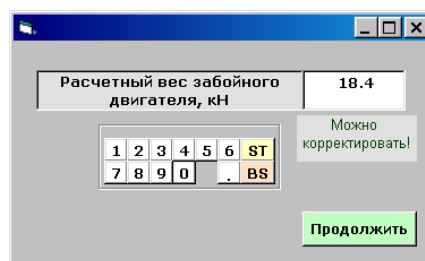 Расчетный вес забойного 18.4
двигателя, кН
Можно
корректировать!
1 2 3 4 5 6 ST
7 8 9 0 . BS
Продолжить